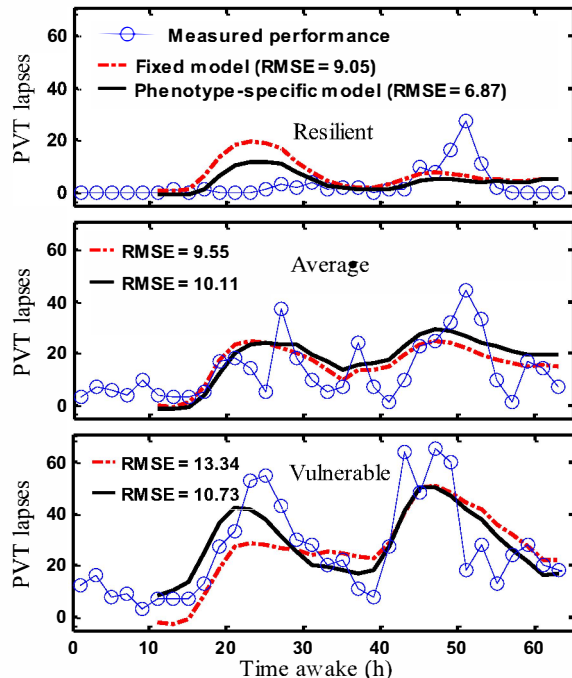 60
40
20
0
PVT lapses
Measured performance
Fixed model (RMSE = 9.05)
Phenotype-specific model (RMSE = 6.87)
Resilient
60
40
20
0
PVT lapses
RMSE = 9.55
RMSE = 10.11
Average
60
40
20
0
PVT lapses
RMSE = 13.34
RMSE = 10.73
Vulnerable
0 10 20 30 40 50 60
Time awake (h)